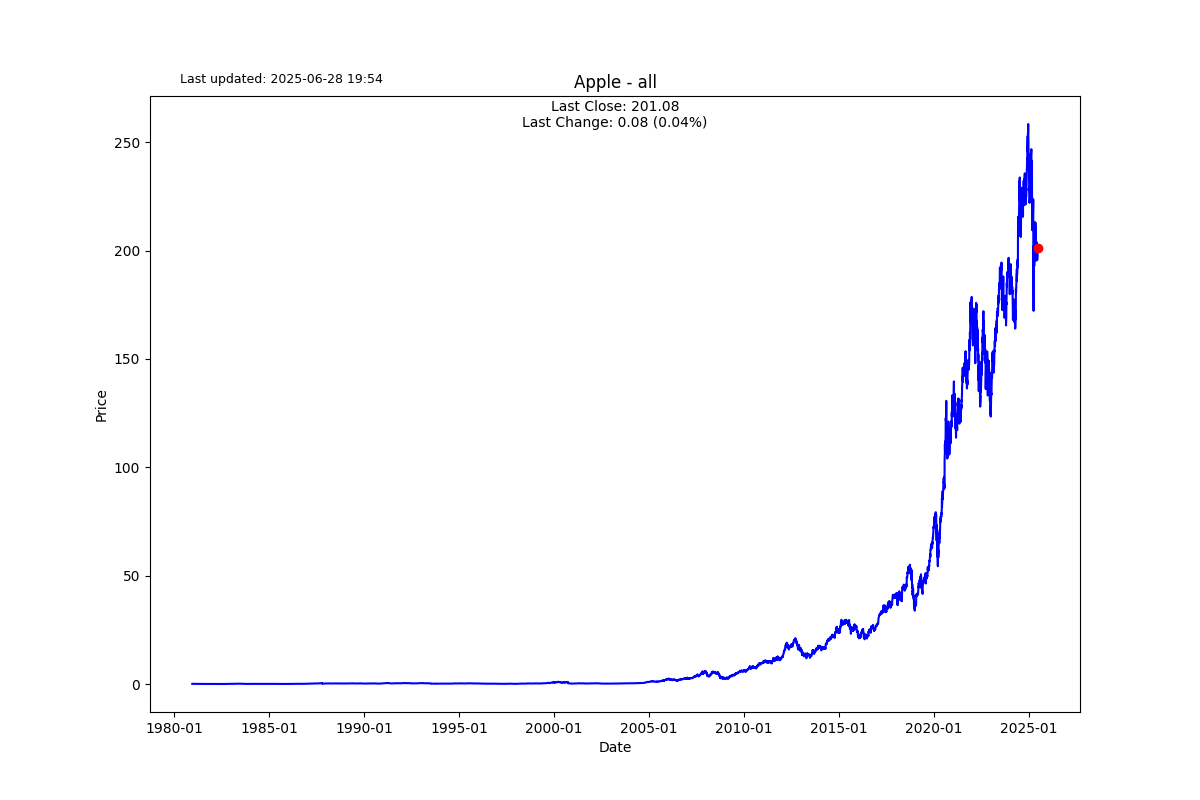 Last updated: 2025-06-28 19:54
Apple - all
Last Close: 201.08
Last Change: 0.08 (0.04%)
250
200
150
100
50
0
Price
1980-01 1985-01 1990-01 1995-01 2000-01 2005-01 2010-01 2015-01 2020-01 2025-01
Date